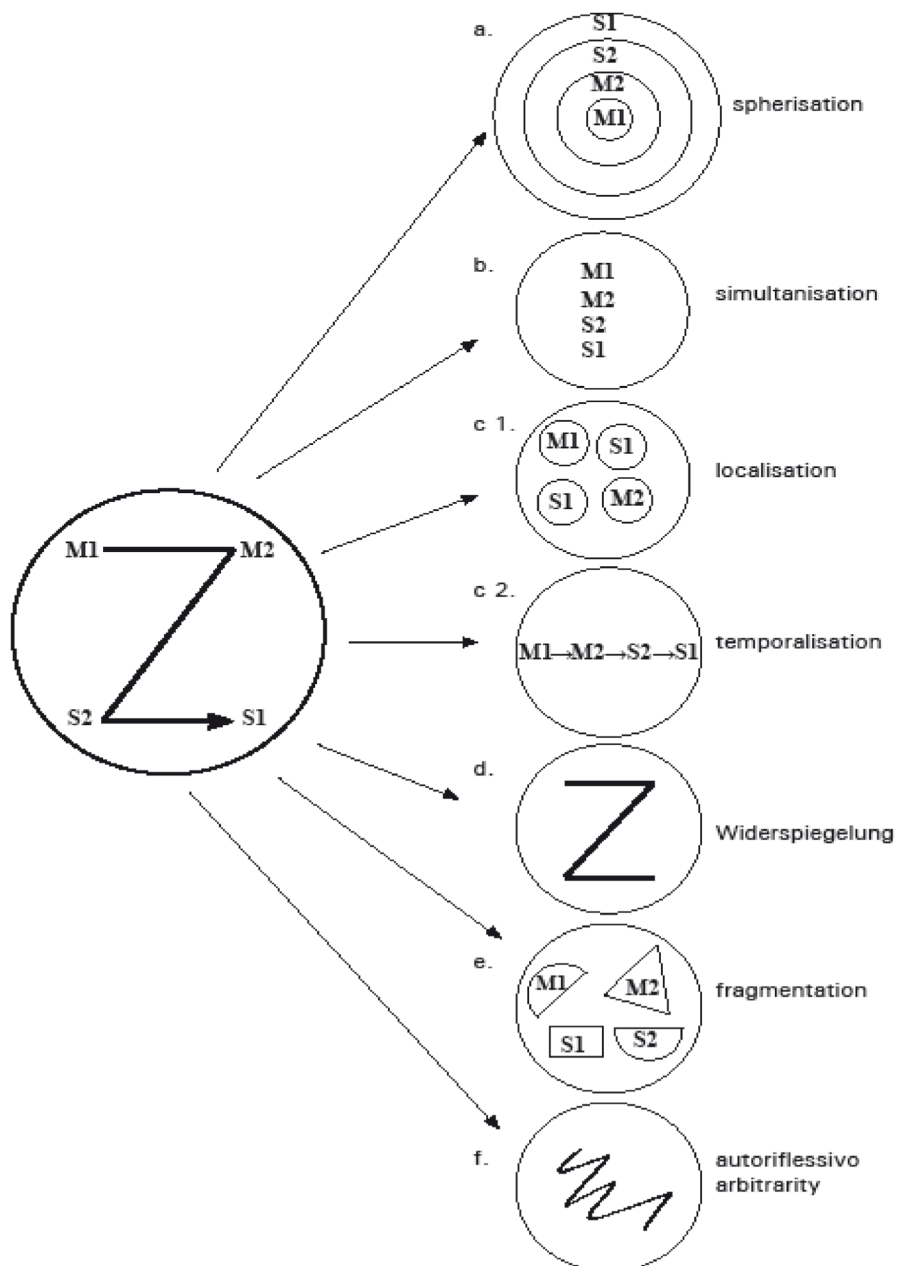 a.
S1
S2
M2
M1
spherisation
b.
M1
M2
S2
S1
simultanisation
c 1.
M1 S1
S1 M2
localisation
M1 M2
S2 S1
c 2.
M1→M2→S2→S1
temporalisation
d.
Widerspiegelung
e.
M1 M2
S1 S2
fragmentation
f.
autoriflessivo
arbitrarity